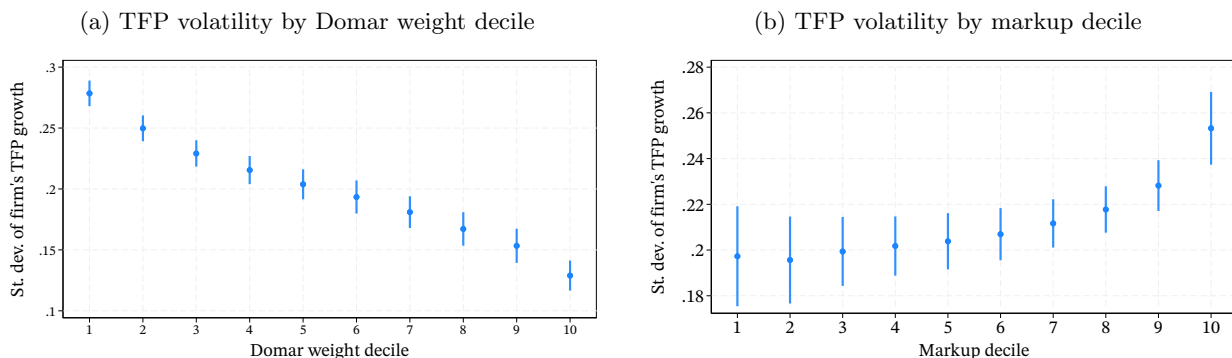 (a) TFP volatility by Domar weight decile
St. dev. of firm's TFP growth
.3
.25
.2
.15
.1
1 2 3 4 5 6 7 8 9 10
Domar weight decile
(b) TFP volatility by markup decile
St. dev. of firm's TFP growth
.28
.26
.24
.22
.2
.18
1 2 3 4 5 6 7 8 9 10
Markup decile